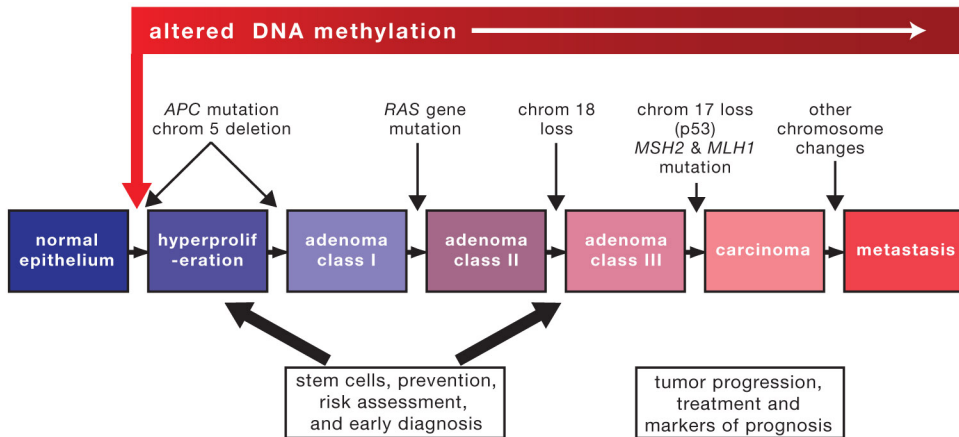 altered DNA methylation
APC mutation
chrom 5 deletion
RAS gene
mutation
chrom 18
loss
chrom 17 loss
(p53)
MSH2 & MLH1
mutation
other
chromosome
changes
normal
epithelium
hyperprolif
-eration
adenoma
class I
adenoma
class II
adenoma
class III
carcinoma
metastasis
stem cells, prevention,
risk assessment,
and early diagnosis
tumor progression,
treatment and
markers of prognosis